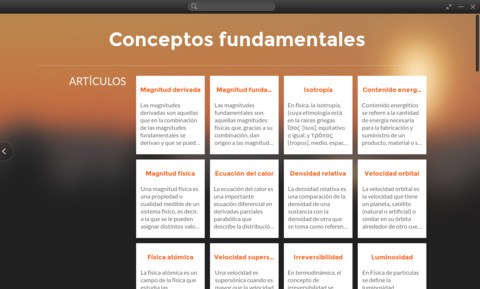 Conceptos fundamentales
ARTÍCULOS
Magnitud derivada
Las magnitudes
derivadas son aquellas
que en la combinación
de las magnitudes
fundamentales se
derivan y que se pued...
Magnitud funda...
Las magnitudes
fundamentales son
aquellas magnitudes
físicas que, gracias a su
combinación, dan
origen a las magnitud...
Isotropía
En física, la isotropía,
(cuya etimología está
en la raíces griegas
ἴσος [isos], equitativo o
igual, y τρόπος
[tropos], medio, espac...
Contenido energ...
Contenido energético
se refiere a la cantidad
de energía necesaria
para la fabricación y
suministro de un
producto, material o s...
Magnitud física
Una magnitud física es
una propiedad o
cualidad medible de un
sistema físico, es decir,
a la que se le pueden
asignar distintos valo...
Ecuación del calor
La ecuación del calor es
una importante
ecuación diferencial en
derivadas parciales
parabólica que
describe la distribució...
Densidad relativa
La densidad relativa es
una comparación de la
densidad de una
sustancia con la
densidad de otra que
se toma como referen...
Velocidad orbital
La velocidad orbital es
la velocidad que tiene
un planeta, satélite
(natural o artificial) o
similar en su órbita
alrededor de otro cue...
Física atómica
La física atómica es un
campo de la física que
estudia las
Velocidad supers...
Una velocidad es
supersónica cuando es
mayor que la velocidad
Irreversibilidad
En termodinámica, el
concepto de
irreversibilidad se
Luminosidad
En Física de partículas
se define la
luminosidad